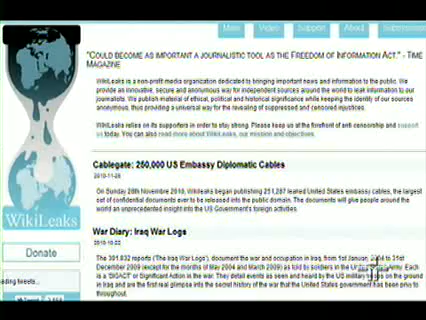 Main Video Support About Submissions
"Could become as important a journalistic tool as the Freedom of Information Act." - Time
Magazine
WikiLeaks is a non-profit media organization dedicated to bringing important news and information to the public. We
provide an innovative, secure and anonymous way for independent sources around the world to leak information to our
journalists. We publish material of ethical, political and historical significance while keeping the identity of our sources
anonymous, thus providing a universal way for the revealing of suppressed and censored injustices.
WikiLeaks relies on its supporters in order to stay strong. Please keep us at the forefront of anti censorship and support
us today. You can also read more about WikiLeaks, our mission and objectives.
Cablegate: 250,000 US Embassy Diplomatic Cables
2010-11-28
On Sunday 28th November 2010, Wikileaks began publishing 251,287 leaked United States embassy cables, the largest
set of confidential documents ever to be released into the public domain. The documents will give people around the
world an unprecedented insight into the US Government's foreign activities.
WikiLeaks
War Diary: Iraq War Logs
2010-10-22
Donate
The 391,832 reports ('The Iraq War Logs'), document the war and occupation in Iraq, from 1st January 2004 to 31st
December 2009 (except for the months of May 2004 and March 2009) as told by soldiers in the United States Army. Each
is a 'SIGACT' or Significant Action in the war. They detail events as seen and heard by the US military troops on the ground
in Iraq and are the first real glimpse into the secret history of the war that the United States government has been privy to
throughout.
ading tweets...